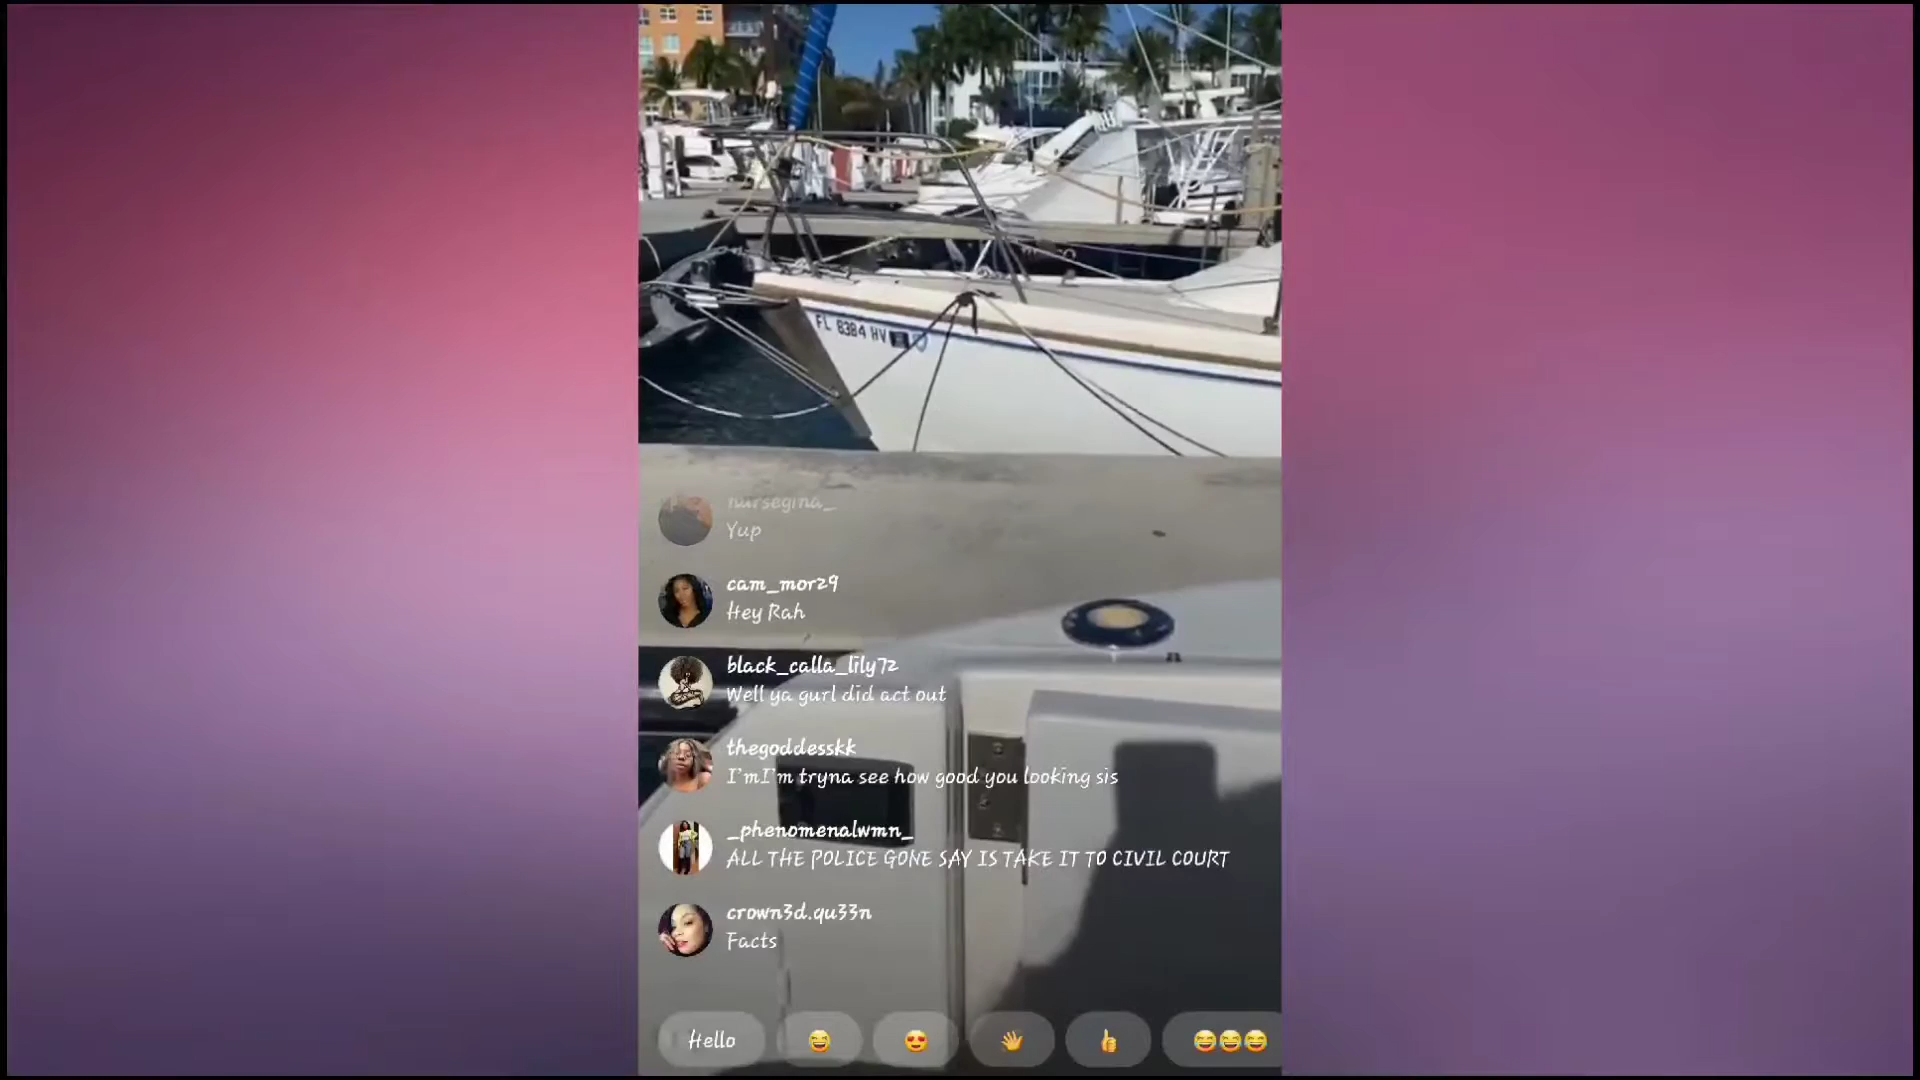 FL 8384 HV
nursegina_
Yup
cam_mor29
Hey Rah
black_calla_lily72
Well ya gurl did act out
thegoddesskk
I'mI'm tryna see how good you looking sis
_phenomenalwmn_
ALL THE POLICE GONE SAY IS TAKE IT TO CIVIL COURT
crown3d.qu33n
Facts
Hello